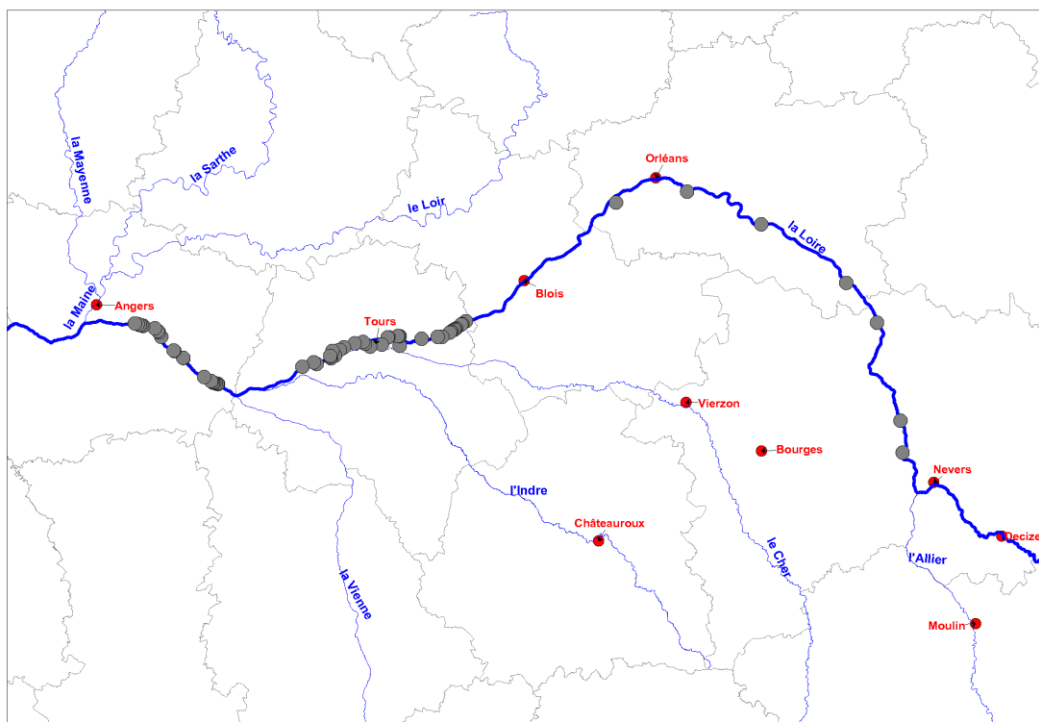 la Mayenne
la Sarthe
le Loir
Orléans
la Loire
la Maine
Angers
Blois
Tours
Vierzon
Bourges
Nevers
l'Indre
Châteauroux
le Cher
Decize
l'Allier
la Vienne
Moulin